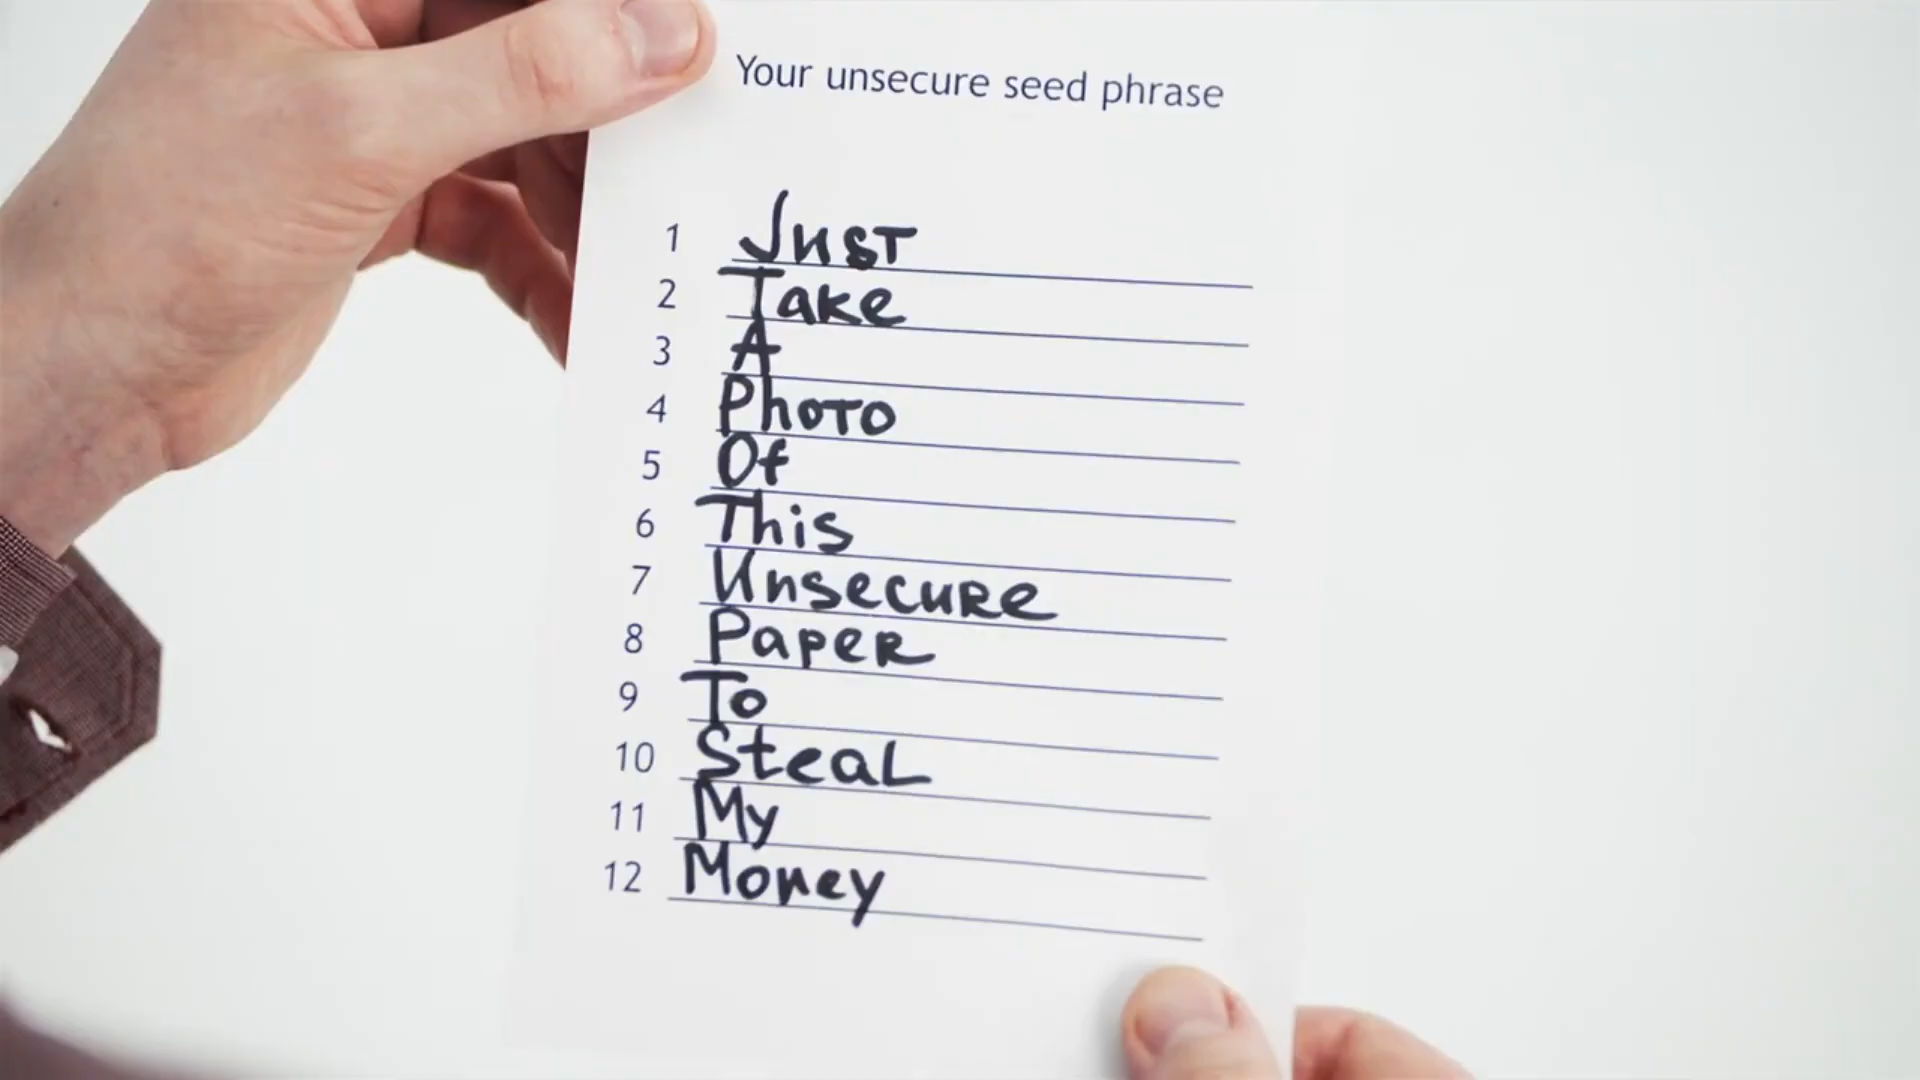 Your unsecure seed phrase
1 Just
2 Take
3 A
4 Photo
5 Of
6 This
7 Unsecure
8 Paper
9 To
10 Steal
11 My
12 Money